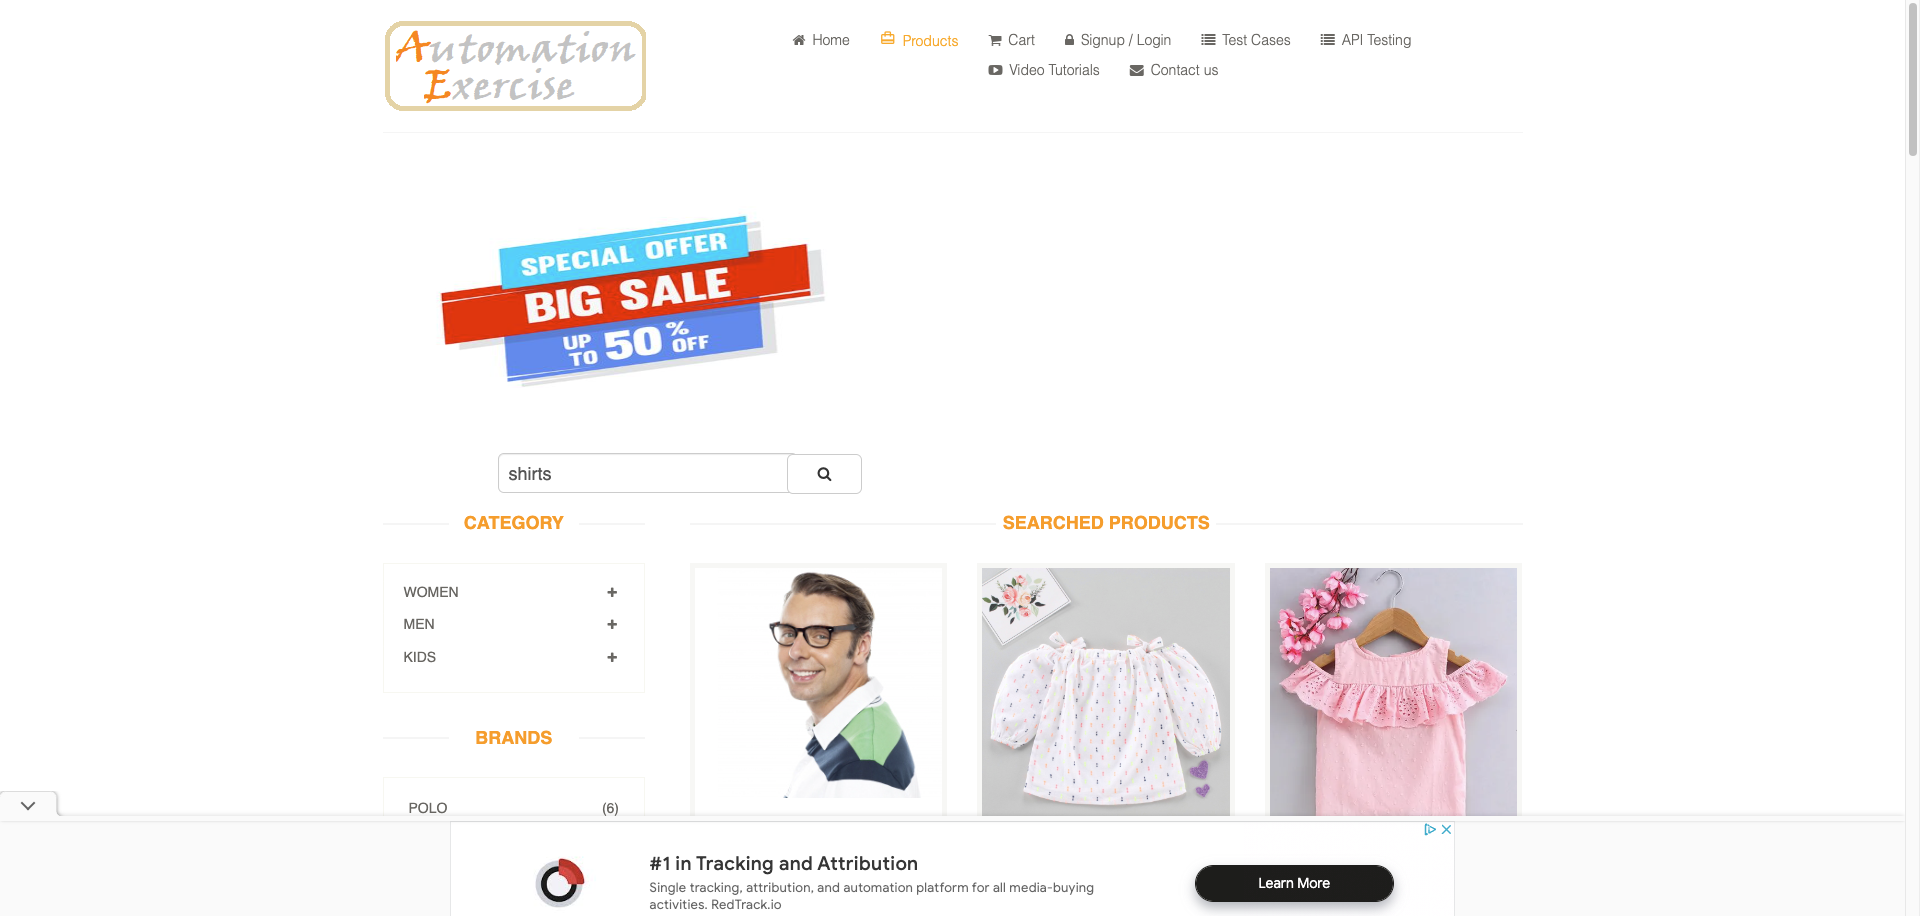 Automation
Exercise
Home
Products
Cart
Signup / Login
Test Cases
API Testing
Video Tutorials
Contact us
SPECIAL OFFER
BIG SALE
UP TO 50% OFF
shirts
CATEGORY
WOMEN
MEN
KIDS
BRANDS
POLO (6)
SEARCHED PRODUCTS
#1 in Tracking and Attribution
Single tracking, attribution, and automation platform for all media-buying
activities. RedTrack.io
Learn More